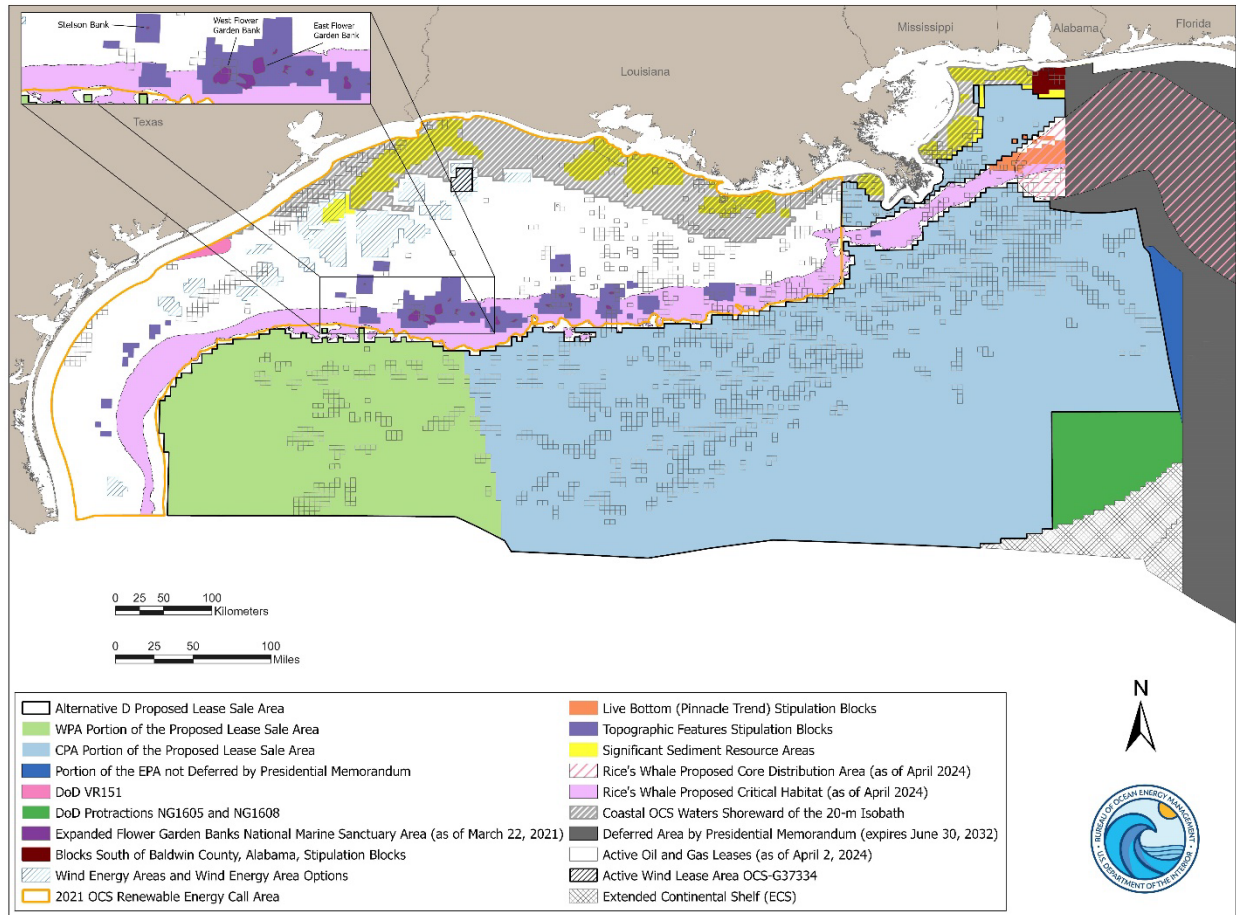 Stetson Bank
West Flower
Garden Bank
East Flower
Garden Bank
Mississippi
Alabama
Florida
Louisiana
Texas
0 25 50 100
Kilometers
0 25 50 100
Miles
N
Alternative D Proposed Lease Sale Area
WPA Portion of the Proposed Lease Sale Area
CPA Portion of the Proposed Lease Sale Area
Portion of the EPA not Deferred by Presidential Memorandum
DoD VR151
DoD Protractions NG1605 and NG1608
Expanded Flower Garden Banks National Marine Sanctuary Area (as of March 22, 2021)
Blocks South of Baldwin County, Alabama, Stipulation Blocks
Wind Energy Areas and Wind Energy Area Options
2021 OCS Renewable Energy Call Area
Live Bottom (Pinnacle Trend) Stipulation Blocks
Topographic Features Stipulation Blocks
Significant Sediment Resource Areas
Rice's Whale Proposed Core Distribution Area (as of April 2024)
Rice's Whale Proposed Critical Habitat (as of April 2024)
Coastal OCS Waters Shoreward of the 20-m Isobath
Deferred Area by Presidential Memorandum (expires June 30, 2032)
Active Oil and Gas Leases (as of April 2, 2024)
Active Wind Lease Area OCS-G37334
Extended Continental Shelf (ECS)
BUREAU OF OCEAN ENERGY MANAGEMENT
U.S. DEPARTMENT OF THE INTERIOR